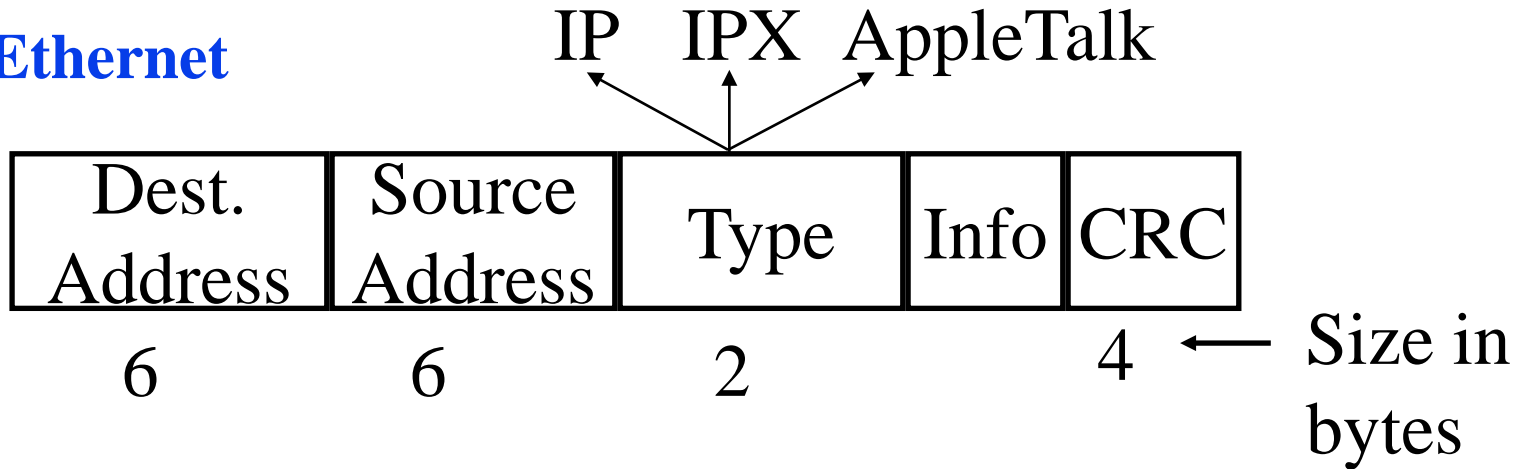 Ethernet
IP IPX AppleTalk
Dest.
Address
Source
Address
Type
Info
CRC
6 6 2 4
Size in
bytes